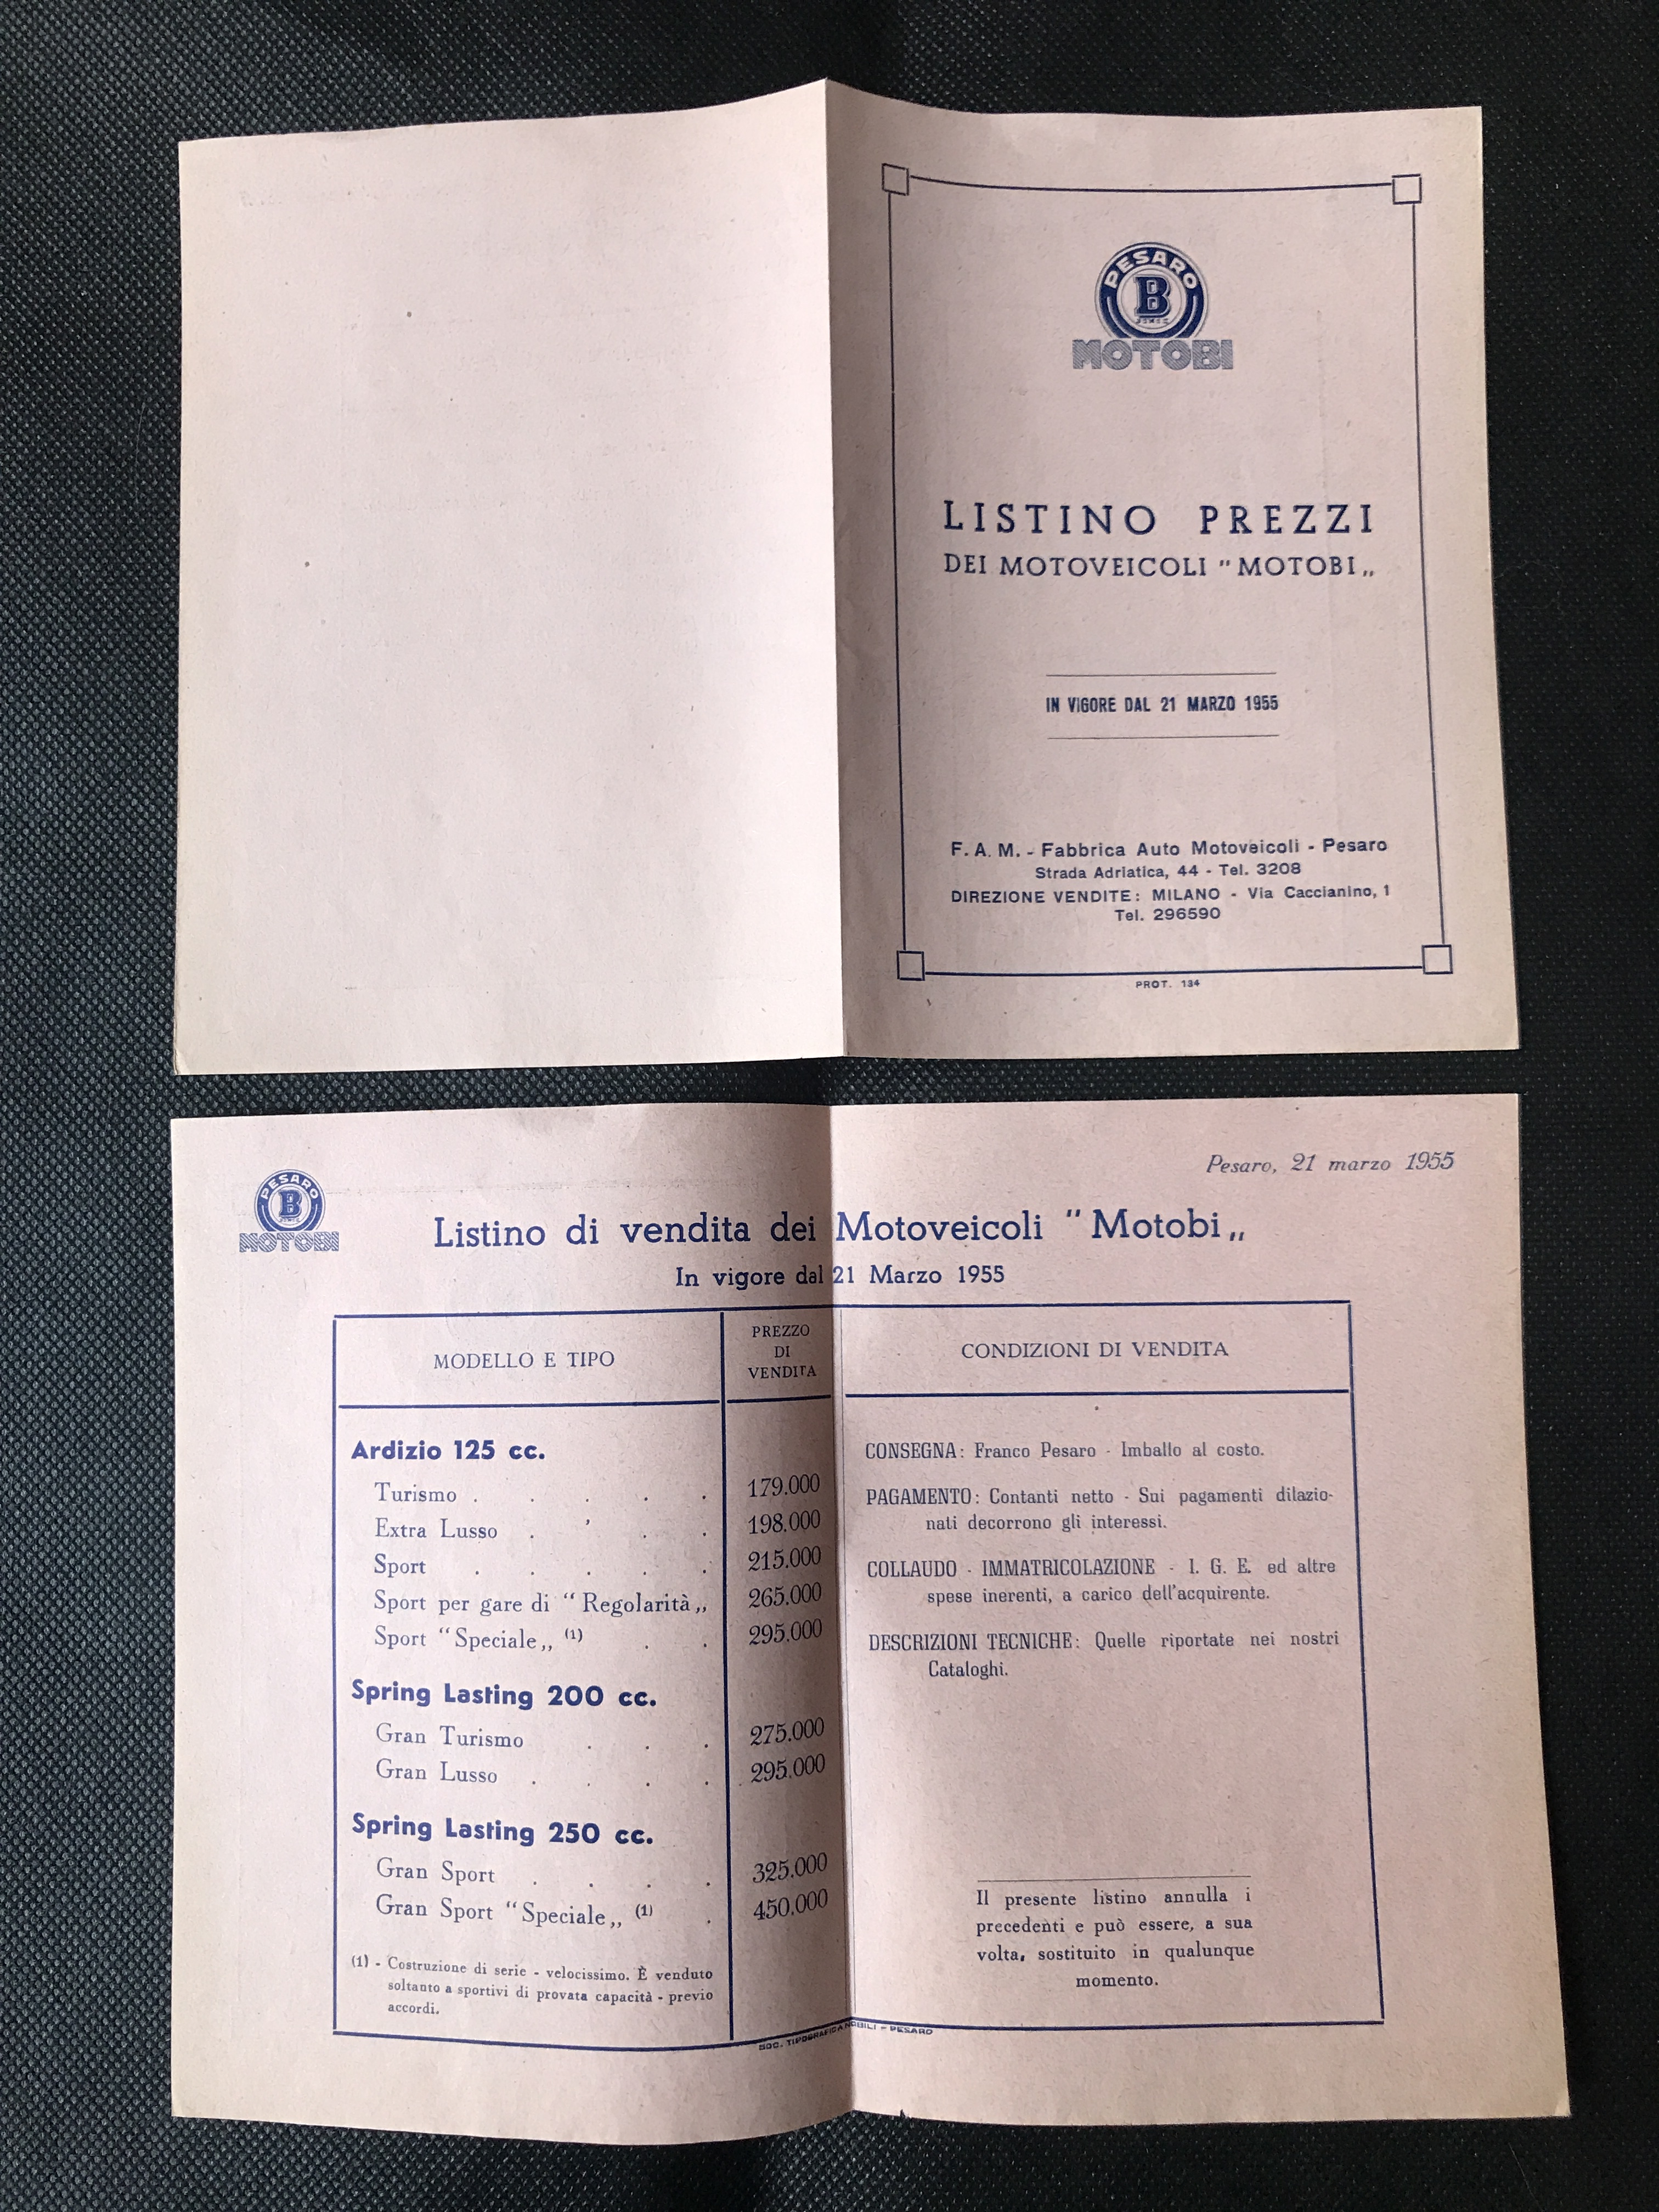 PESARO
B
MOTOBI
LISTINO PREZZI
DEI MOTOVEICOLI "MOTOBI„
IN VIGORE DAL 21 MARZO 1955
F. A. M. - Fabbrica Auto Motoveicoli - Pesaro
Strada Adriatica, 44 - Tel. 3208
DIREZIONE VENDITE: MILANO - Via Caccianino, 1
Tel. 296590
PROT. 134
Pesaro, 21 marzo 1955
PESARO
B
MOTOBI
Listino di vendita dei Motoveicoli "Motobi„
In vigore dal 21 Marzo 1955
MODELLO E TIPO
PREZZO
DI
VENDITA
CONDIZIONI DI VENDITA
Ardizio 125 cc.
Turismo . . . . . 179.000
Extra Lusso . . . . 198.000
Sport . . . . . 215.000
Sport per gare di "Regolarità„ 265.000
Sport "Speciale„ (1) . . 295.000
Spring Lasting 200 cc.
Gran Turismo . . . 275.000
Gran Lusso . . . . 295.000
Spring Lasting 250 cc.
Gran Sport . . . . 325.000
Gran Sport "Speciale„ (1) . 450.000
(1) - Costruzione di serie - velocissimo. È venduto
soltanto a sportivi di provata capacità - previo
accordi.
CONSEGNA: Franco Pesaro - Imballo al costo.
PAGAMENTO: Contanti netto - Sui pagamenti dilazio-
nati decorrono gli interessi.
COLLAUDO - IMMATRICOLAZIONE - I. G. E. ed altre
spese inerenti, a carico dell'acquirente.
DESCRIZIONI TECNICHE: Quelle riportate nei nostri
Cataloghi.
Il presente listino annulla i
precedenti e può essere, a sua
volta, sostituito in qualunque
momento.
SOC. TIPOGRAFICA NOBILI - PESARO